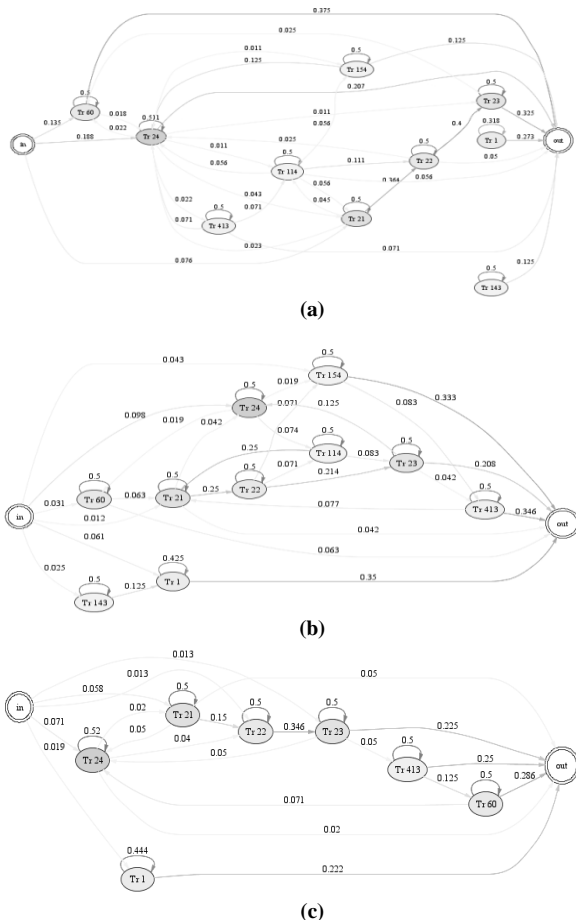 0.375
0.025
0.011
0.5
0.125
0.125
Tr 154
0.5
0.207
0.5
Tr 60
0.018
0.531
0.011
Tr 23
0.135
0.022
Tr 24
0.056
0.4
0.318
0.325
in
0.188
0.025
0.5
Tr 1
0.273
out
0.011
0.5
0.111
Tr 22
0.05
0.056
Tr 114
0.364
0.056
0.022
0.5
0.043
0.056
0.5
0.071
0.071
0.045
Tr 21
Tr 413
0.023
0.071
0.076
0.5
0.125
Tr 143
(a)
0.5
0.043
Tr 154
0.5
0.019
0.083
0.333
Tr 24
0.071
0.125
0.098
0.019
0.042
0.074
0.5
0.5
0.25
Tr 114
0.083
0.5
0.5
0.5
0.071
Tr 23
0.208
0.5
0.031
Tr 60
0.063
Tr 21
0.25
Tr 22
0.214
0.042
in
0.012
0.077
Tr 413
0.346
out
0.061
0.425
0.042
0.063
0.025
0.5
Tr 1
0.35
Tr 143
0.125
(b)
0.013
0.013
0.5
0.05
in
0.058
0.02
0.5
0.5
Tr 21
0.15
0.071
0.52
0.05
Tr 22
0.346
Tr 23
0.225
0.019
0.04
0.5
Tr 24
0.05
0.05
0.25
out
Tr 413
0.125
0.5
0.286
0.071
Tr 60
0.02
0.444
Tr 1
0.222
(c)